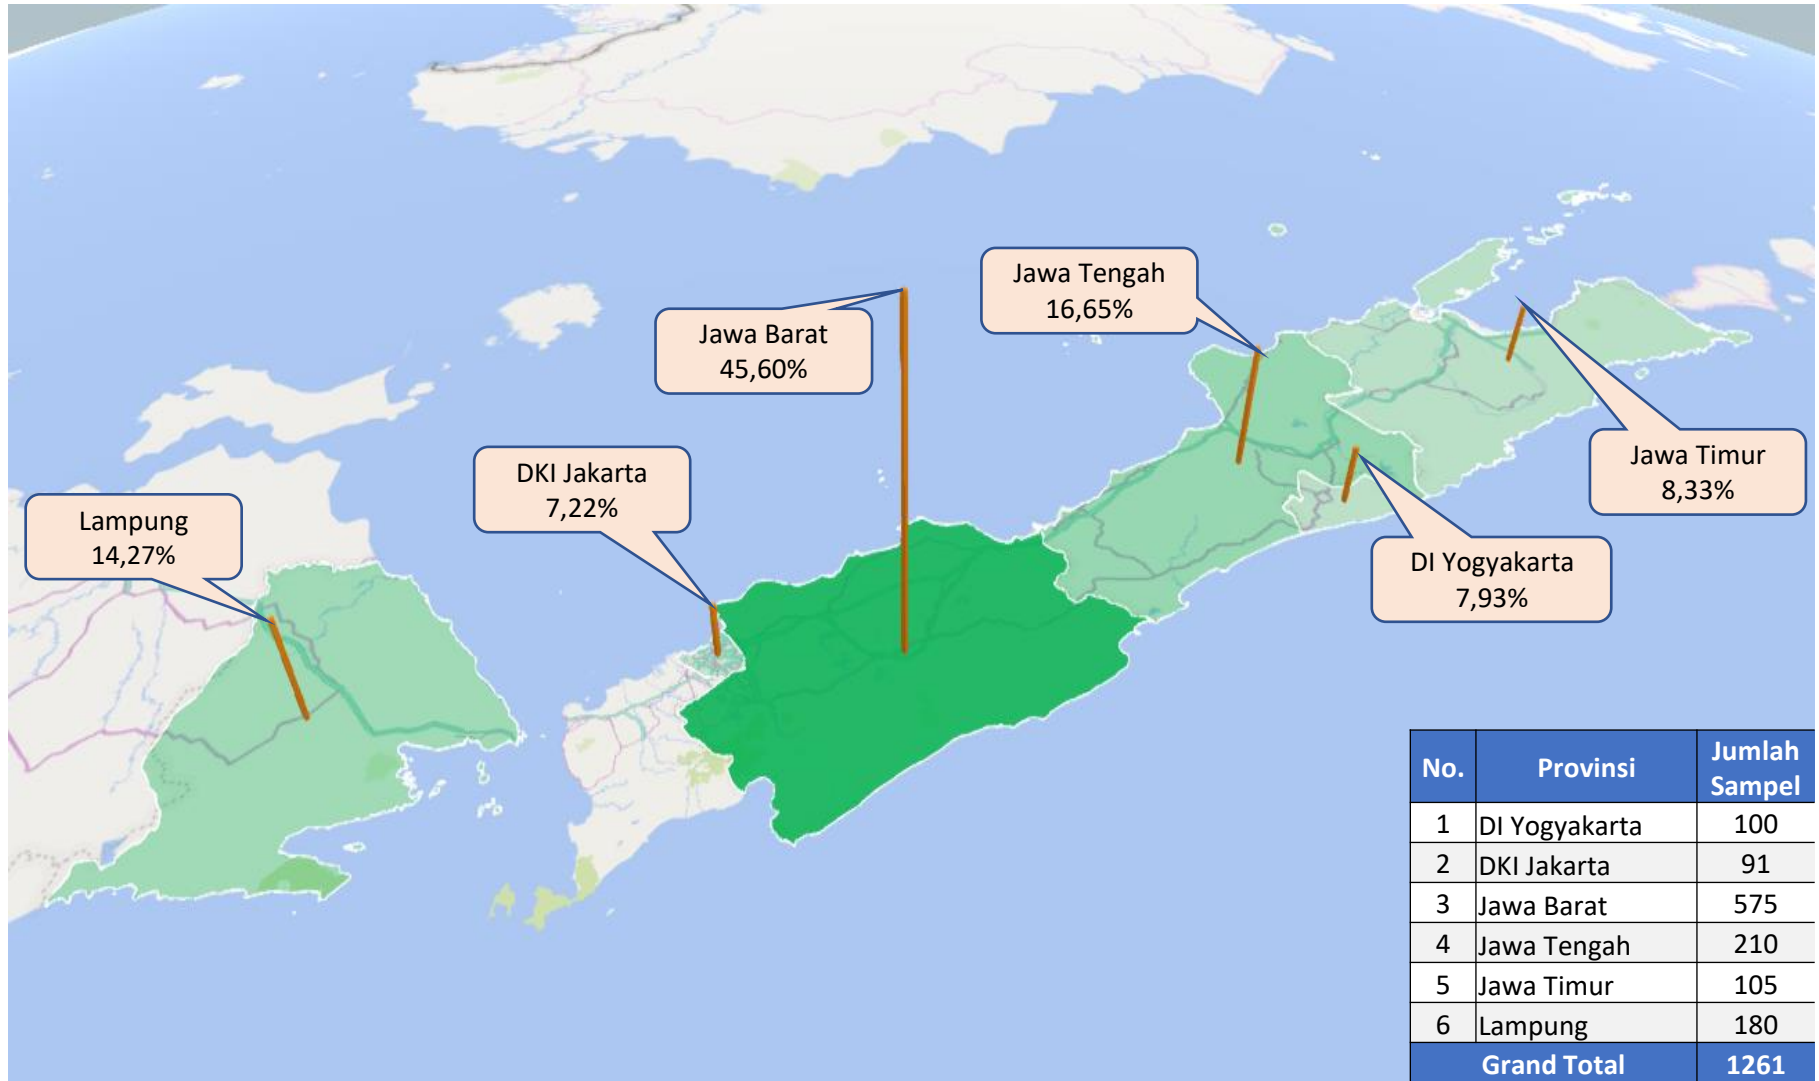 Jawa Tengah
16,65%
Jawa Barat
45,60%
Jawa Timur
8,33%
DKI Jakarta
7,22%
Lampung
14,27%
DI Yogyakarta
7,93%
No. Provinsi Jumlah Sampel
1 DI Yogyakarta 100
2 DKI Jakarta 91
3 Jawa Barat 575
4 Jawa Tengah 210
5 Jawa Timur 105
6 Lampung 180
Grand Total 1261